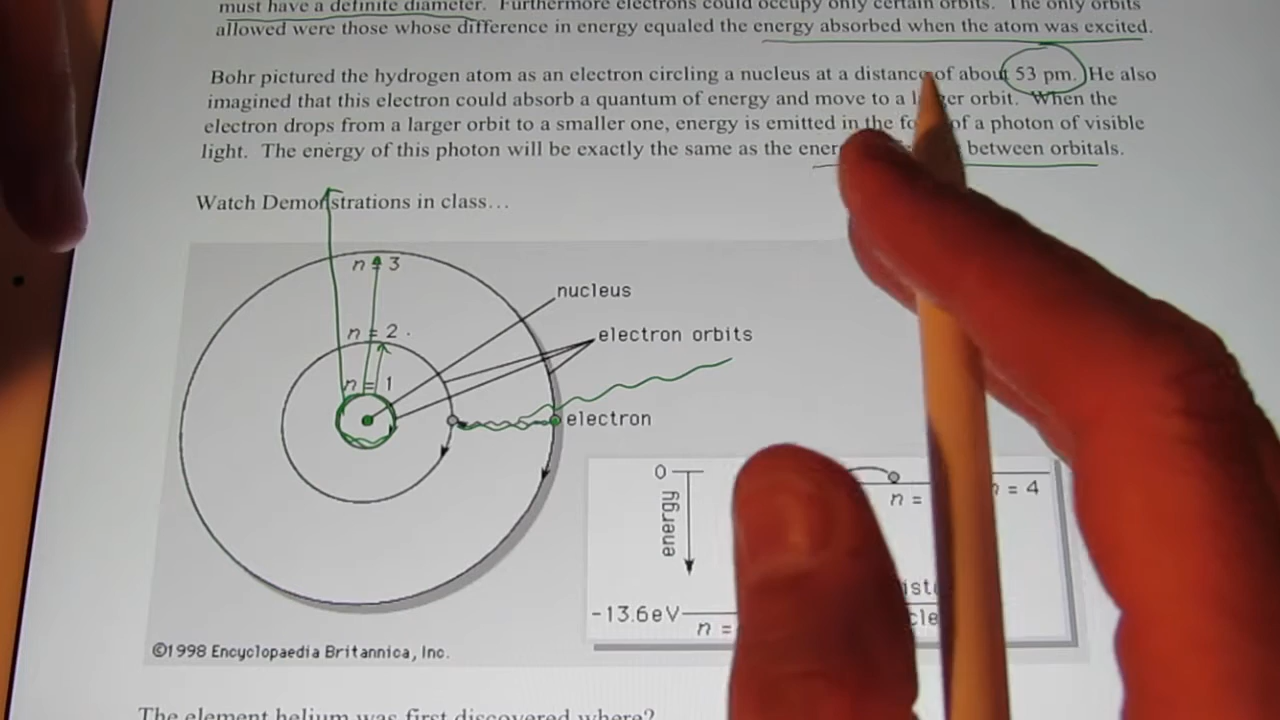 must have a definite diameter. Furthermore electrons could occupy only certain orbits. The only orbits
allowed were those whose difference in energy equaled the energy absorbed when the atom was excited.
Bohr pictured the hydrogen atom as an electron circling a nucleus at a distance of about 53 pm. He also
imagined that this electron could absorb a quantum of energy and move to a orbit. When the
electron drops from a larger orbit to a smaller one, energy is emitted in the of a photon of visible
light. The energy of this photon will be exactly the same as the between orbitals.
Watch Demonstrations in class...
n = 3
nucleus
n = 2
electron orbits
n = 1
electron
0
energy
n =
n = 4
-13.6eV
n =
©1998 Encyclopaedia Britannica, Inc.
The element helium was first discovered where?